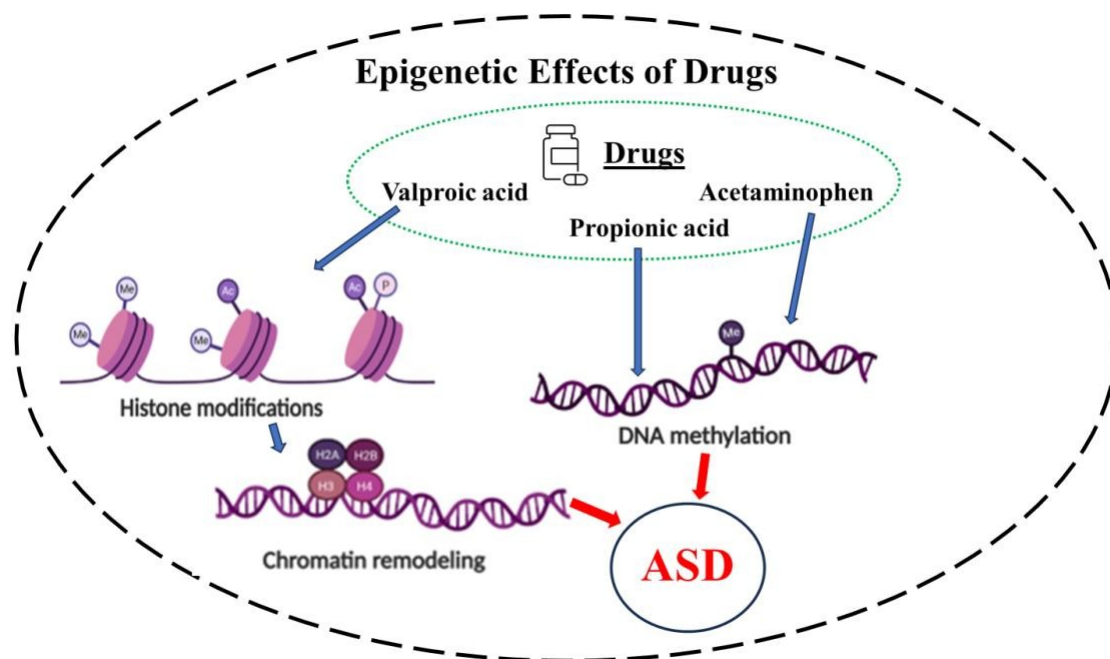 Epigenetic Effects of Drugs
Drugs
Valproic acid
Acetaminophen
Propionic acid
Me
Me
Ac
Me
Ac
P
Histone modifications
Me
DNA methylation
H2A
H2B
H3
H4
Chromatin remodeling
ASD